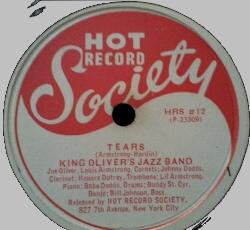 HOT
RECORD
Society
HRS #12
(P-23309)
TEARS
(Armstrong-Hardin)
KING OLIVER'S JAZZ BAND
Joe Oliver, Louis Armstrong, Cornets; Johnny Dodds,
Clarinet; Honore Dutrey, Trombone; Lil Armstrong,
Piano; Baby Dodds, Drums; Buddy St. Cyr,
Banjo; Bill Johnson, Bass.
Released by HOT RECORD SOCIETY,
827 7th Avenue, New York City